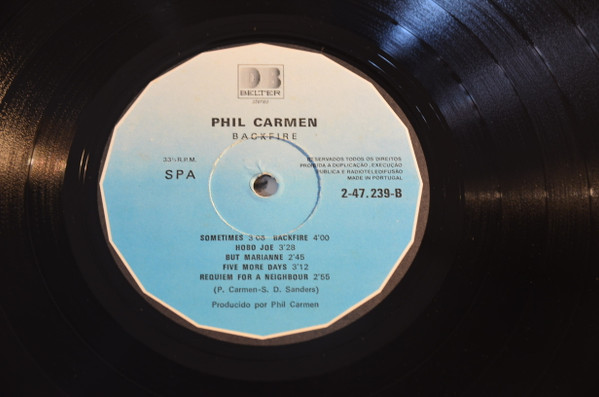 DB
BELTER
PHIL CARMEN
BACKFIRE
33⅓ R.P.M.
SPA
RESERVADOS TODOS OS DIREITOS
PROIBIDA A DUPLICAÇÃO, EXECUÇÃO
PÚBLICA E RADIOTELEDIFUSÃO
MADE IN PORTUGAL
2-47.239-B
SOMETIMES 3'08 BACKFIRE 4'00
HOBO JOE 3'28
BUT MARIANNE 2'45
FIVE MORE DAYS 3'12
REQUIEM FOR A NEIGHBOUR 2'55
(P. Carmen-S. D. Sanders)
Producido por Phil Carmen